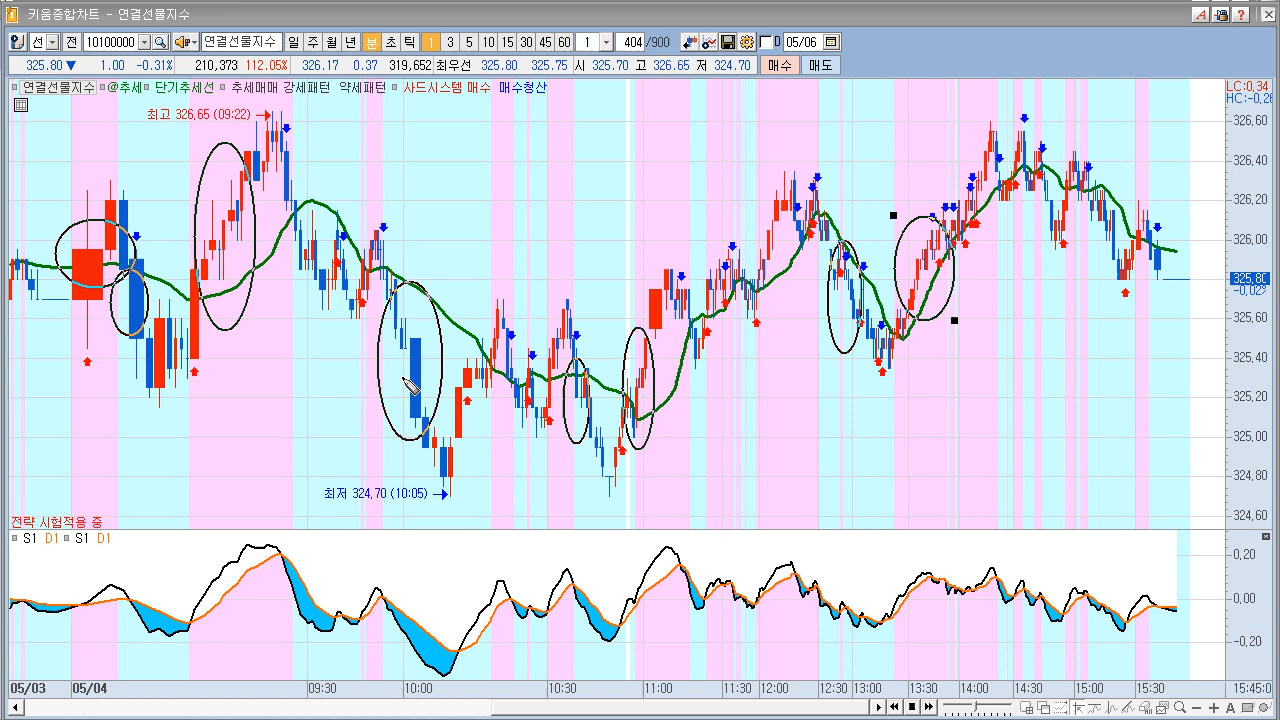 키움종합차트 - 연결선물지수
선 전 10100000 연결선물지수 일 주 월 년 분 초 틱 1 3 5 10 15 30 45 60 1 404 /900 D 05/06
325.80 ▼ 1.00 -0.31% 210,373 112.05% 326.17 0.37 319,652 최우선 325.80 325.75 시 325.70 고 326.65 저 324.70 매수 매도
연결선물지수 @추세 단기추세선 추세매매 강세패턴 약세패턴 사드시스템 매수 매수청산
LC:0.34
HC:-0.20
최고 326.65 (09:22)
326.60
326.40
326.20
326.00
325.80
-0.02
325.60
325.40
325.20
325.00
324.80
324.60
최저 324.70 (10:05)
전략 시험적용 중
S1 D1 S1 D1
0.20
0.00
-0.20
05/03 05/04 09:30 10:00 10:30 11:00 11:30 12:00 12:30 13:00 13:30 14:00 14:30 15:00 15:30 15:45:0
A